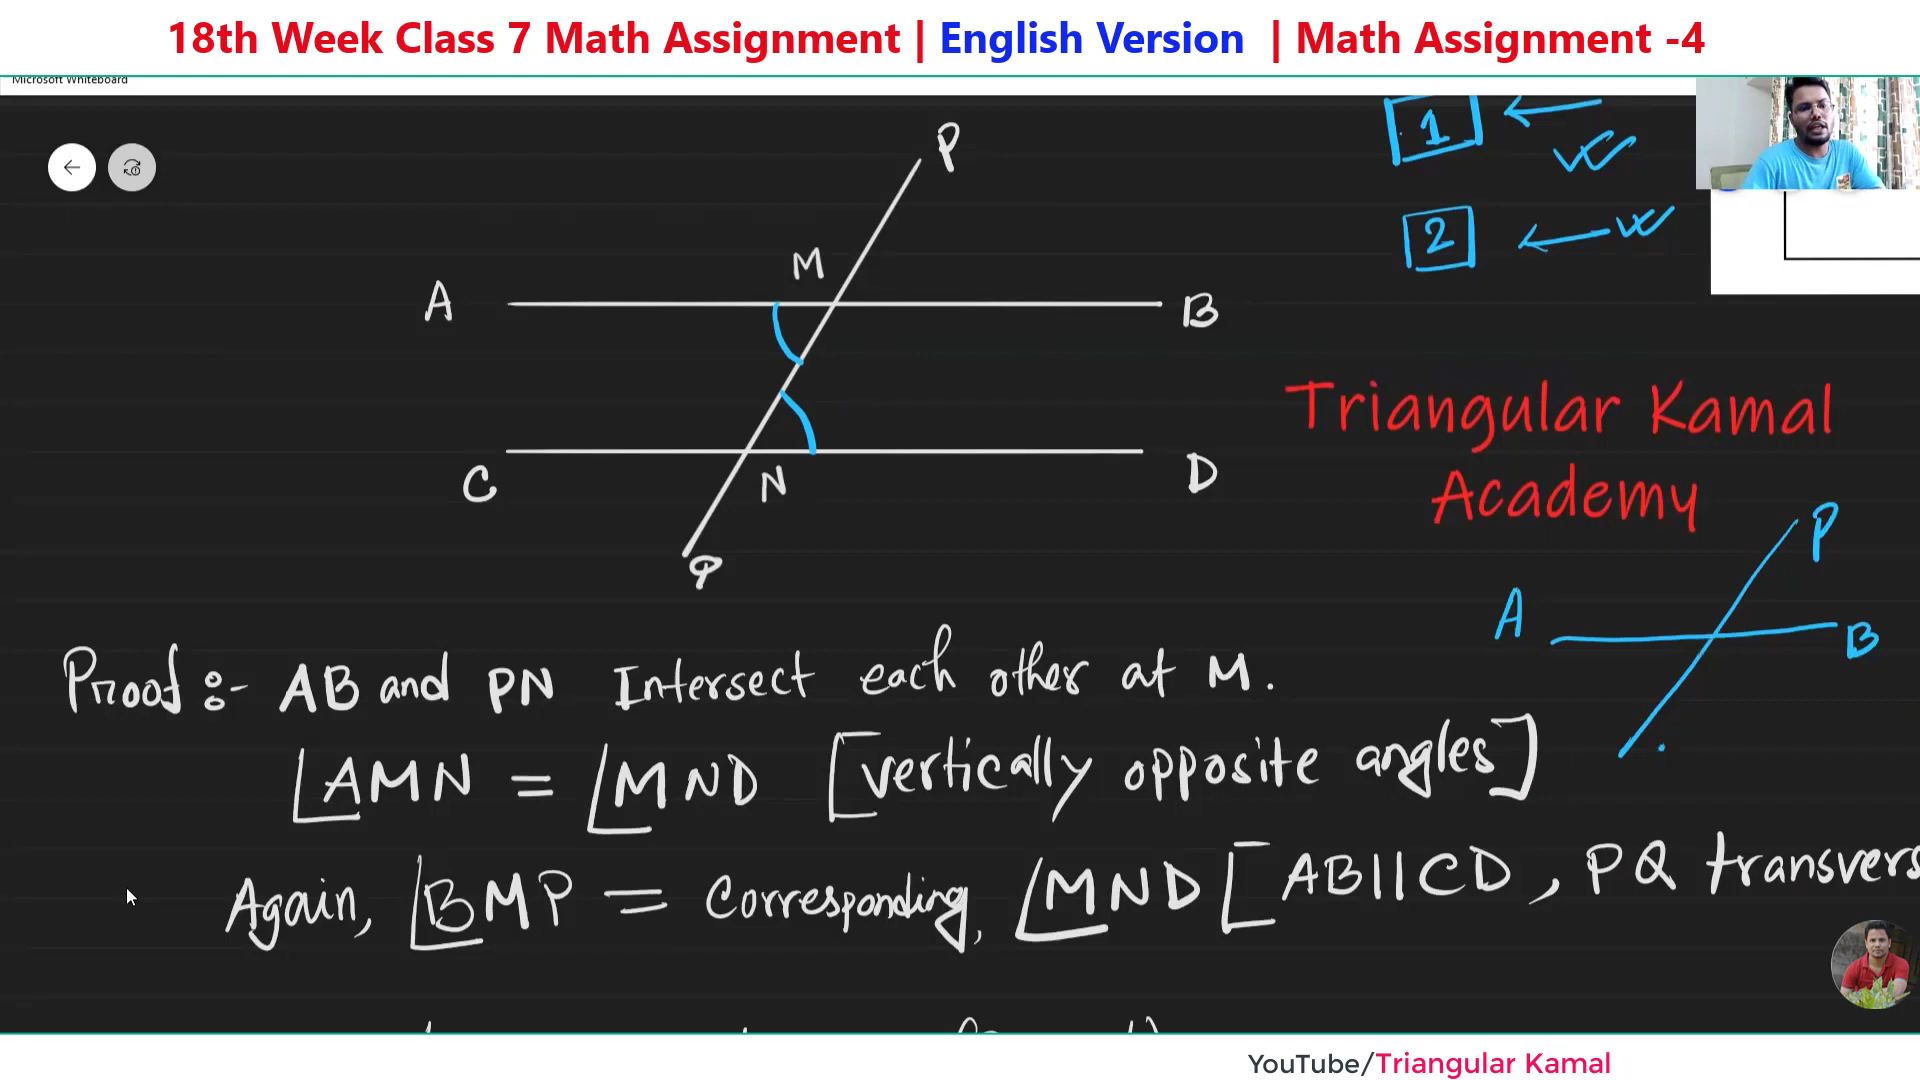 18th Week Class 7 Math Assignment | English Version | Math Assignment -4
Microsoft Whiteboard
1
2
P
M
A
B
C
N
D
Q
Triangular Kamal
Academy
P
A
B
Proof :- AB and PN Intersect each other at M.
∠AMN = ∠MND [vertically opposite angles]
Again, ∠BMP = Corresponding, ∠MND [AB||CD, PQ transvers
YouTube/Triangular Kamal